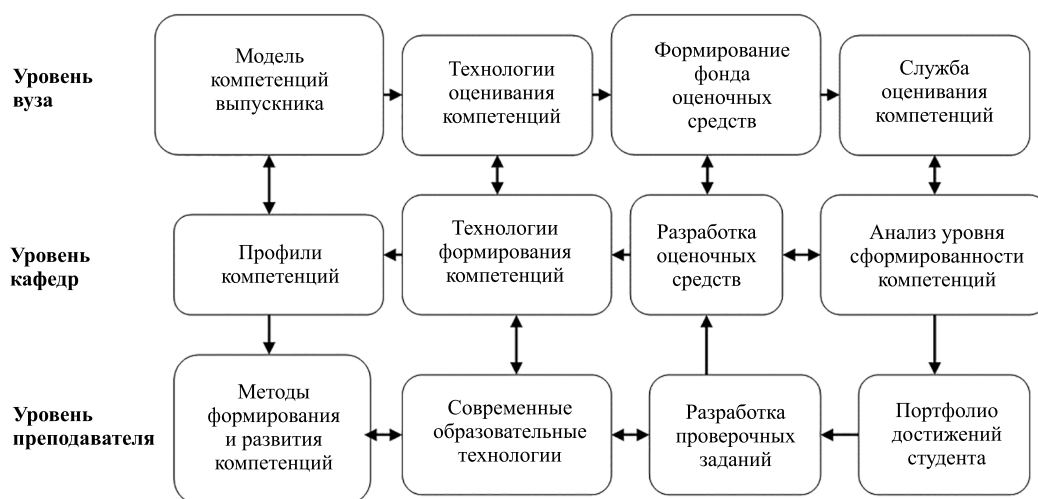 Уровень
вуза
Модель
компетенций
выпускника
Технологии
оценивания
компетенций
Формирование
фонда
оценочных
средств
Служба
оценивания
компетенций
Уровень
кафедр
Профили
компетенций
Технологии
формирования
компетенций
Разработка
оценочных
средств
Анализ уровня
сформированности
компетенций
Уровень
преподавателя
Методы
формирования
и развития
компетенций
Современные
образовательные
технологии
Разработка
проверочных
заданий
Портфолио
достижений
студента